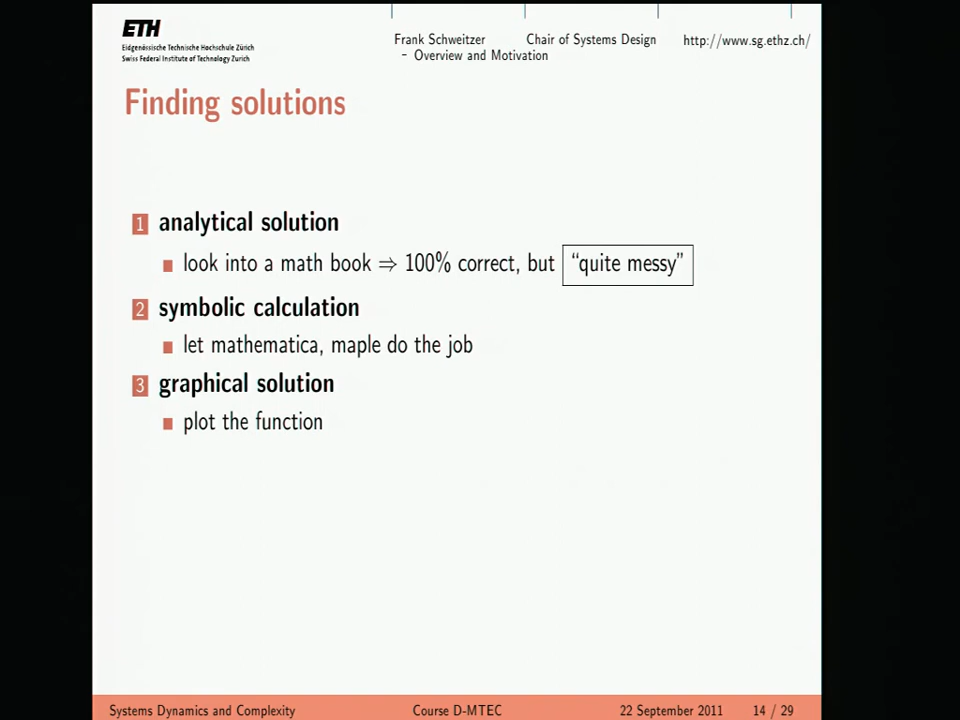 ETH
Eidgenössische Technische Hochschule Zürich
Swiss Federal Institute of Technology Zurich
Frank Schweitzer Chair of Systems Design http://www.sg.ethz.ch/
– Overview and Motivation
Finding solutions
1 analytical solution
look into a math book ⇒ 100% correct, but “quite messy”
2 symbolic calculation
let mathematica, maple do the job
3 graphical solution
plot the function
Systems Dynamics and Complexity Course D-MTEC 22 September 2011 14 / 29